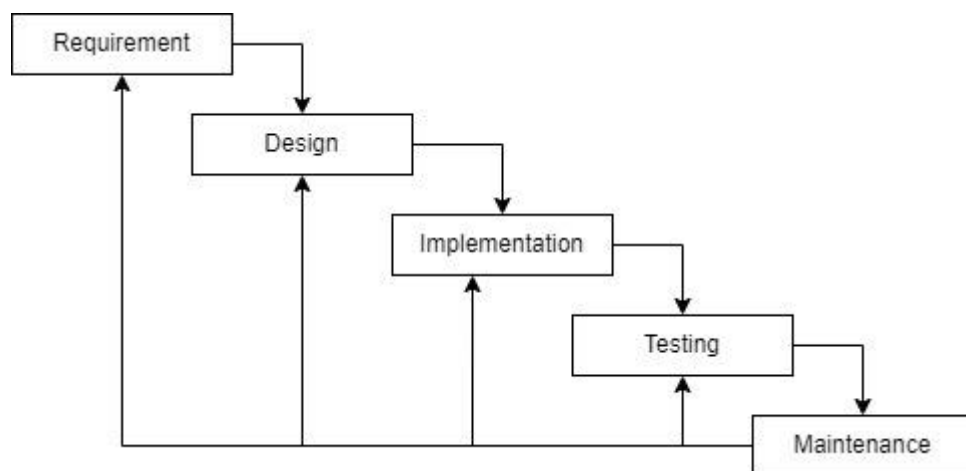 Requirement
Design
Implementation
Testing
Maintenance